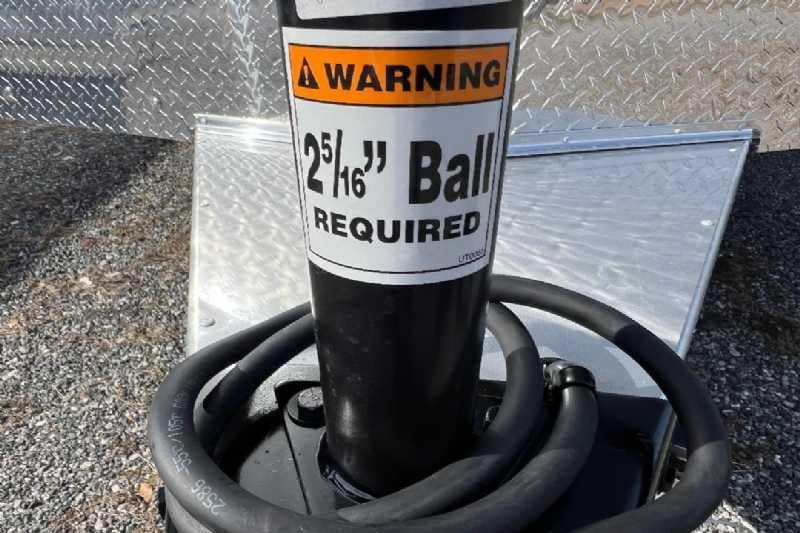 WARNING
2 5/16" Ball
REQUIRED